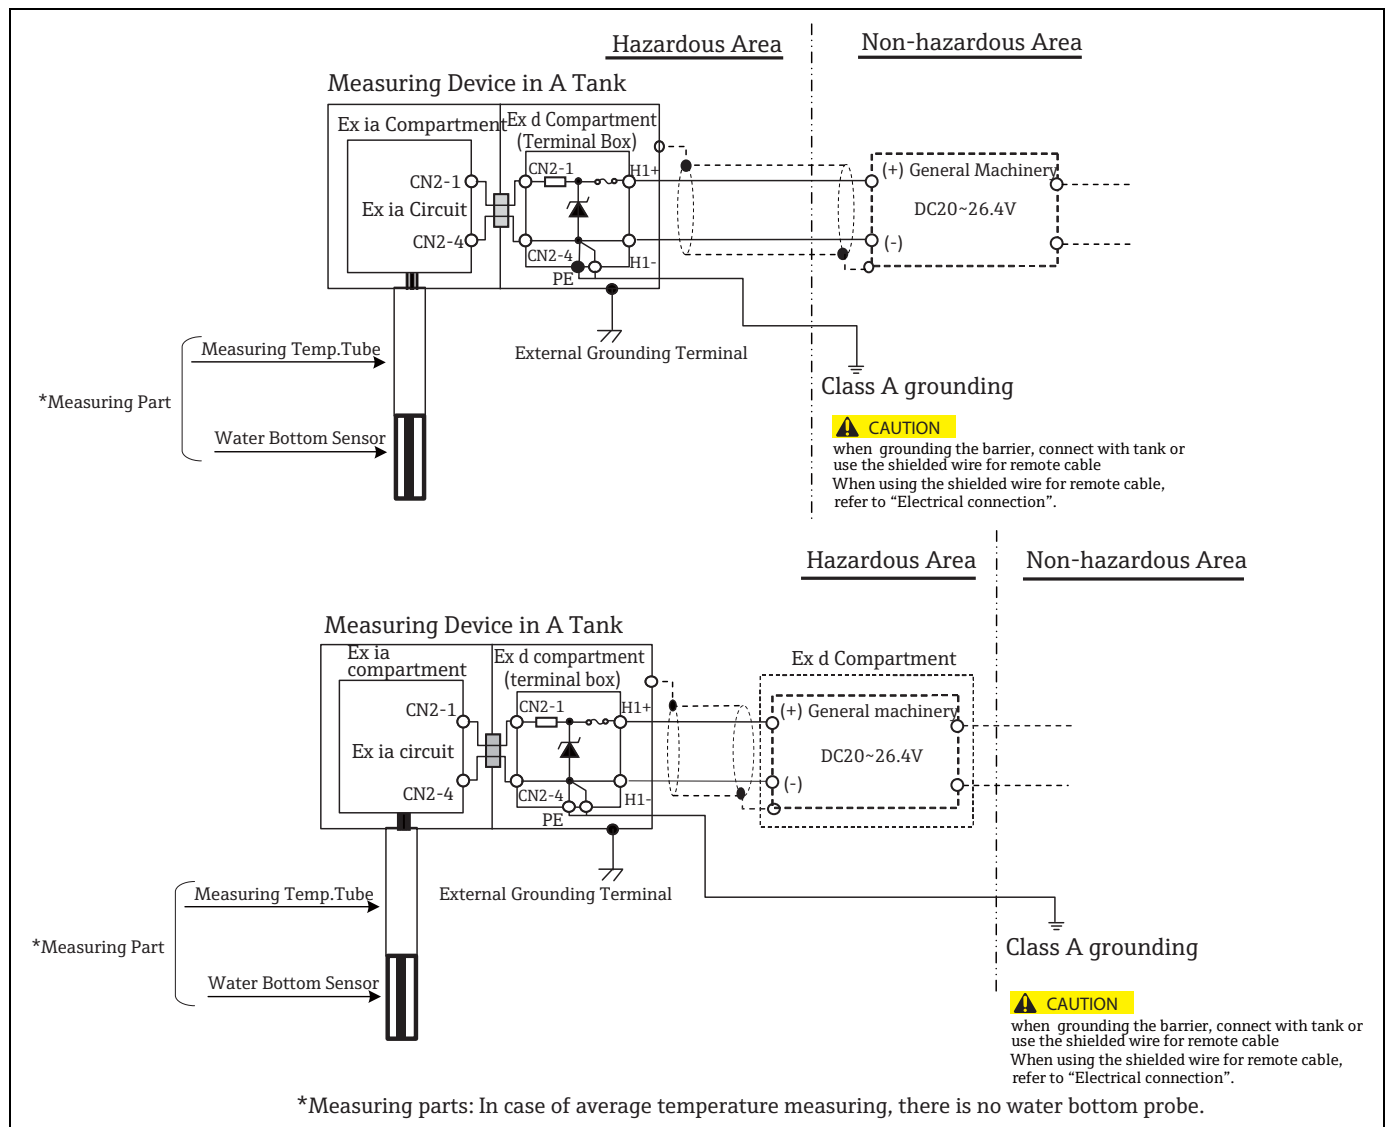 Hazardous Area
Non-hazardous Area
Measuring Device in A Tank
Ex ia Compartment
Ex d Compartment
(Terminal Box)
CN2-1
H1+
(+) General Machinery
CN2-1
Ex ia Circuit
DC20~26.4V
CN2-4
CN2-4
H1-
(-)
PE
Measuring Temp.Tube
External Grounding Terminal
*Measuring Part
Class A grounding
Water Bottom Sensor
CAUTION
when grounding the barrier, connect with tank or
use the shielded wire for remote cable
When using the shielded wire for remote cable,
refer to “Electrical connection”.
Hazardous Area
Non-hazardous Area
Measuring Device in A Tank
Ex ia
compartment
Ex d compartment
(terminal box)
Ex d Compartment
CN2-1
CN2-1
H1+
(+) General machinery
Ex ia circuit
DC20~26.4V
CN2-4
CN2-4
H1-
(-)
PE
Measuring Temp.Tube
External Grounding Terminal
*Measuring Part
Class A grounding
Water Bottom Sensor
CAUTION
when grounding the barrier, connect with tank or
use the shielded wire for remote cable
When using the shielded wire for remote cable,
refer to “Electrical connection”.
*Measuring parts: In case of average temperature measuring, there is no water bottom probe.